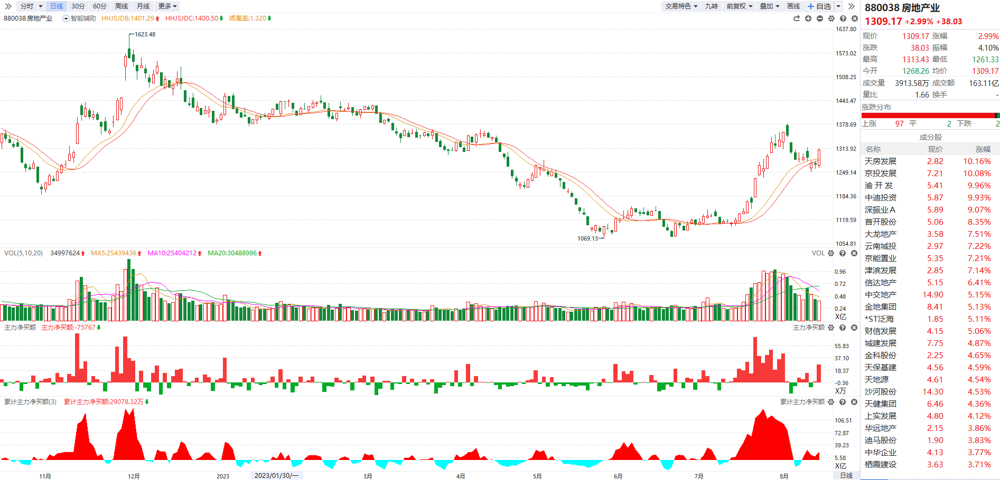 分时 日线 30分 60分 周线 月线 更多 交易特色 九转 前复权 叠加 画线 自选
880038 房地产业 智能辅助 HHJSJDB:1401.29 HHJSJDC:1400.50 乖离率:1.320
1623.48
1069.13
1637.80
1573.02
1508.25
1443.47
1378.69
1313.92
1249.14
1184.36
1119.59
1054.81
VOL(5,10,20) 34997624 MA5:25439436 MA10:25404212 MA20:30488986 VOL
0.96
0.72
0.48
0.24
X亿
主力净买额 主力净买额:-75767 主力净买额
55.83
37.10
18.37
-0.36
X万
累计主力净买额(3) 累计主力净买额:29078.32万 累计主力净买额
106.51
72.87
39.23
5.58
X亿
11月 12月 2023 2023/01/30/一 3月 4月 5月 6月 7月 8月 日线
880038 房地产业
1309.17 +2.99% +38.03
现价 1309.17 涨幅 2.99%
涨跌 38.03 振幅 4.10%
最高 1313.43 最低 1261.33
今开 1268.26 均价 1309.17
成交量 3913.58万 成交额 163.11亿
量比 1.66 换手 -
涨跌分布
上涨 97 平 2 下跌 2
成分股
名称 现价 涨幅
天房发展 2.82 10.16%
京投发展 7.21 10.08%
渝 开 发 5.41 9.96%
中迪投资 5.87 9.93%
深振业A 5.89 9.07%
首开股份 5.06 8.35%
大龙地产 3.58 7.51%
云南城投 2.97 7.22%
京能置业 5.35 7.21%
津滨发展 2.85 7.14%
信达地产 5.15 6.41%
中交地产 14.90 5.15%
金地集团 8.41 5.13%
*ST泛海 1.85 5.11%
财信发展 4.15 5.06%
城建发展 7.75 4.87%
金科股份 2.25 4.65%
天保基建 4.56 4.59%
天地源 4.61 4.54%
沙河股份 14.30 4.53%
天健集团 6.46 4.36%
上实发展 4.80 4.12%
华远地产 2.15 3.86%
迪马股份 1.90 3.83%
中华企业 4.13 3.77%
栖霞建设 3.63 3.71%